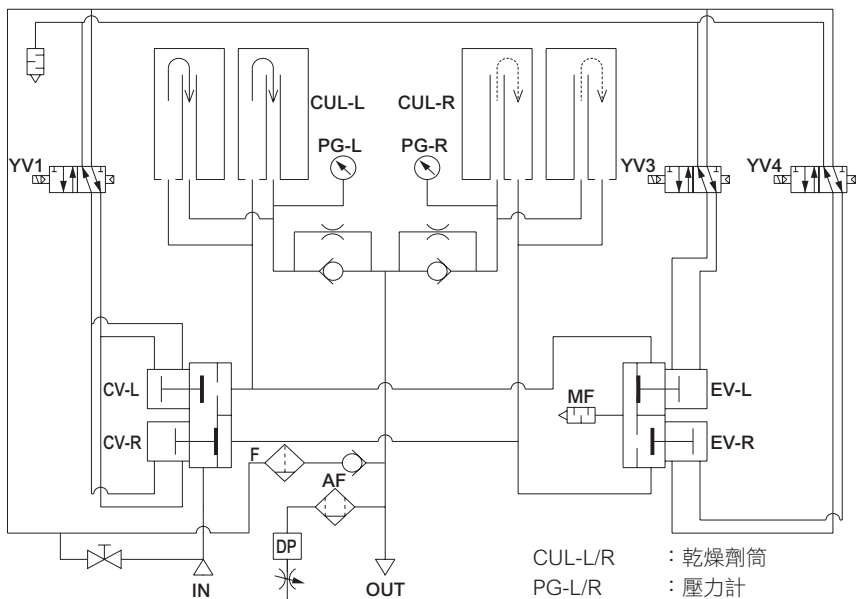 CUL-L
CUL-R
PG-L
PG-R
YV1
YV3
YV4
CV-L
EV-L
MF
CV-R
EV-R
F
AF
DP
IN
OUT
CUL-L/R : 乾燥劑筒
PG-L/R : 壓力計